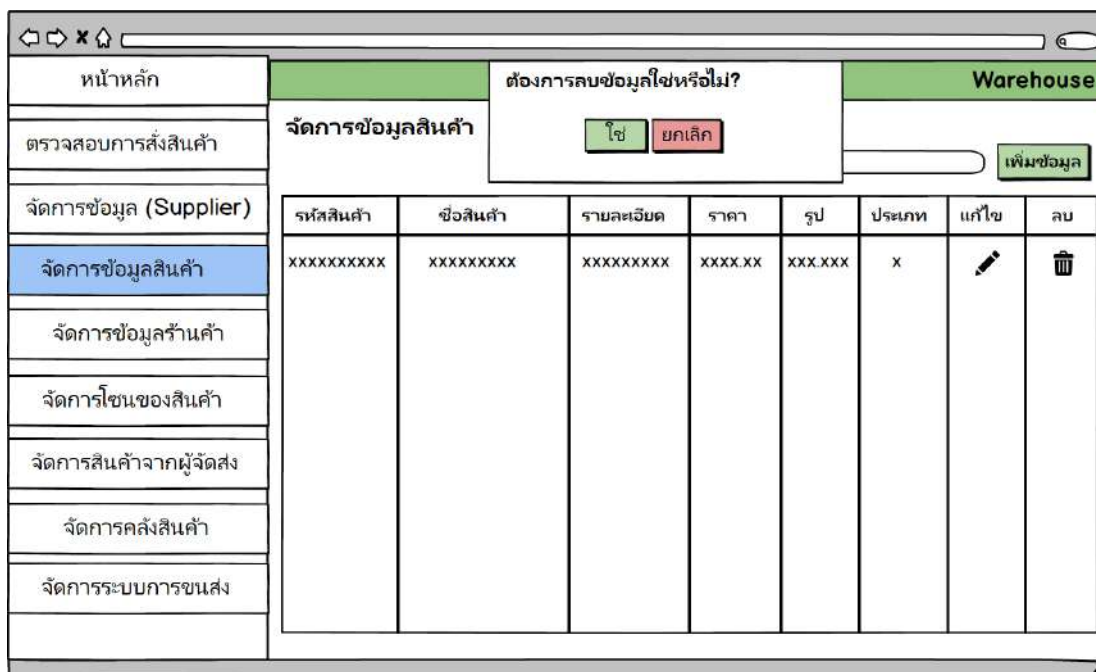 หน้าหลัก
ตรวจสอบการสั่งสินค้า
จัดการข้อมูล (Supplier)
จัดการข้อมูลสินค้า
จัดการข้อมูลร้านค้า
จัดการโซนของสินค้า
จัดการสินค้าจากผู้จัดส่ง
จัดการคลังสินค้า
จัดการระบบการขนส่ง
Warehouse
ต้องการลบข้อมูลใช่หรือไม่?
ใช่ ยกเลิก
จัดการข้อมูลสินค้า
เพิ่มข้อมูล
รหัสสินค้า ชื่อสินค้า รายละเอียด ราคา รูป ประเภท แก้ไข ลบ
xxxxxxxxxx xxxxxxxxx xxxxxxxxx xxxx.xx xxx.xxx x